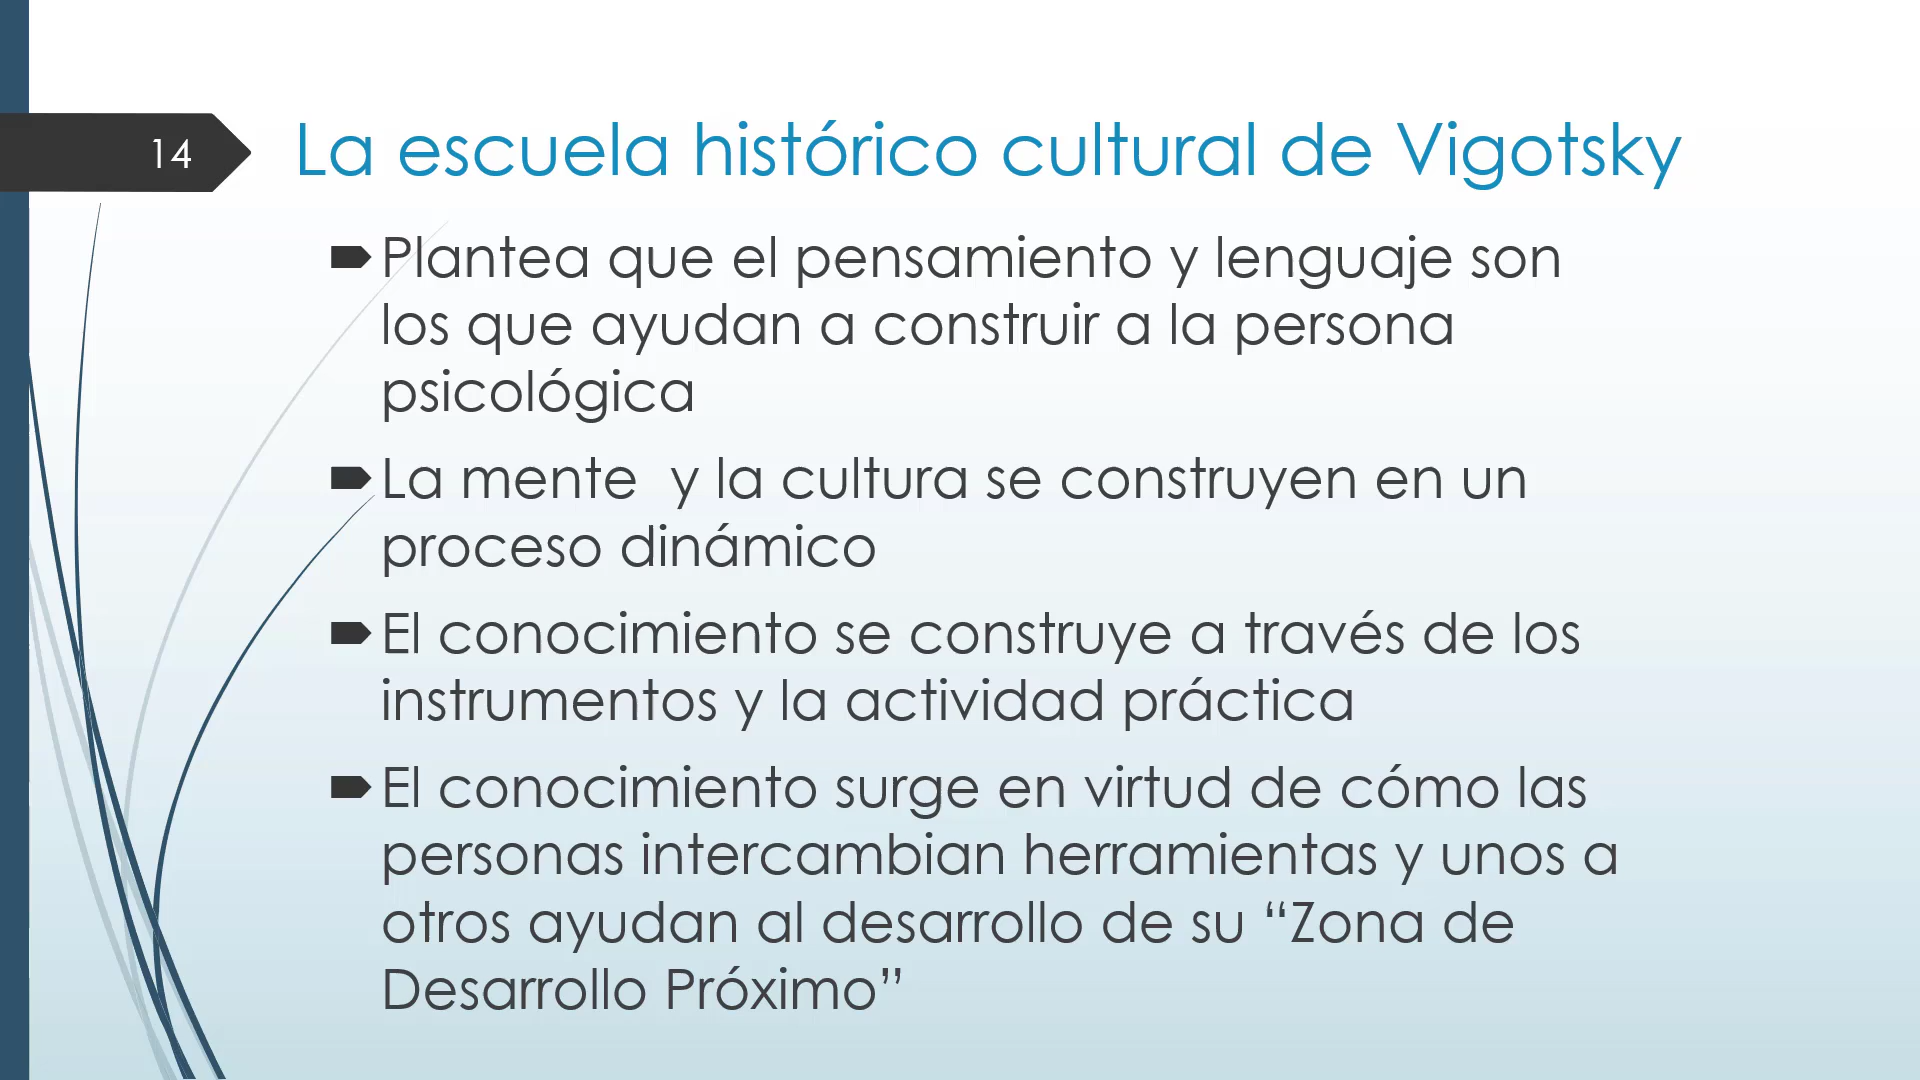 14
La escuela histórico cultural de Vigotsky
Plantea que el pensamiento y lenguaje son
los que ayudan a construir a la persona
psicológica
La mente  y la cultura se construyen en un
proceso dinámico
El conocimiento se construye a través de los
instrumentos y la actividad práctica
El conocimiento surge en virtud de cómo las
personas intercambian herramientas y unos a
otros ayudan al desarrollo de su “Zona de
Desarrollo Próximo”